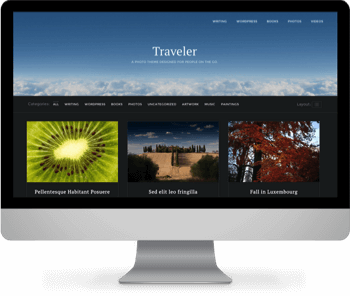 WRITING WORDPRESS BOOKS PHOTOS VIDEOS
Traveler
A PHOTO THEME DESIGNED FOR PEOPLE ON THE GO
Categories: ALL WRITING WORDPRESS BOOKS PHOTOS UNCATEGORIZED ARTWORK MUSIC PAINTINGS
Pellentesque Habitant Posuere
Sed elit leo fringilla
Fall in Luxembourg